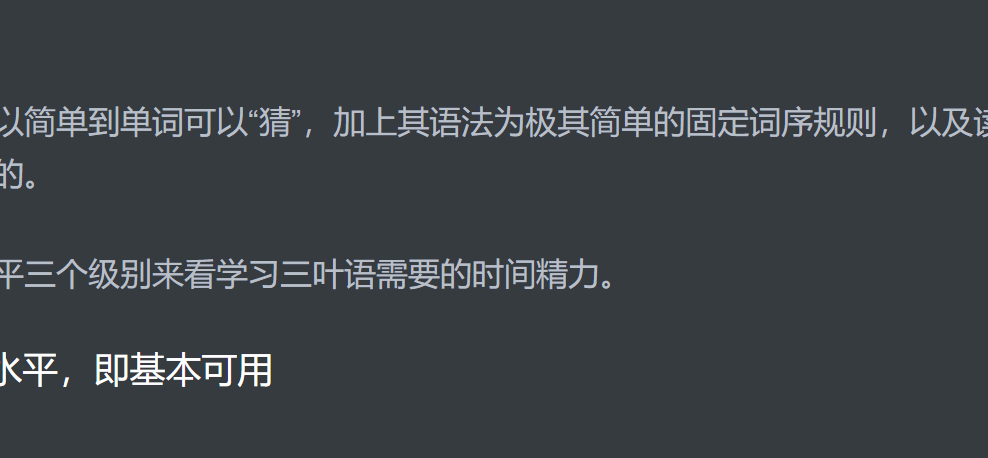 以简单到单词可以“猜”，加上其语法为极其简单的固定词序规则，以及
的。
平三个级别来看学习三叶语需要的时间精力。
水平，即基本可用